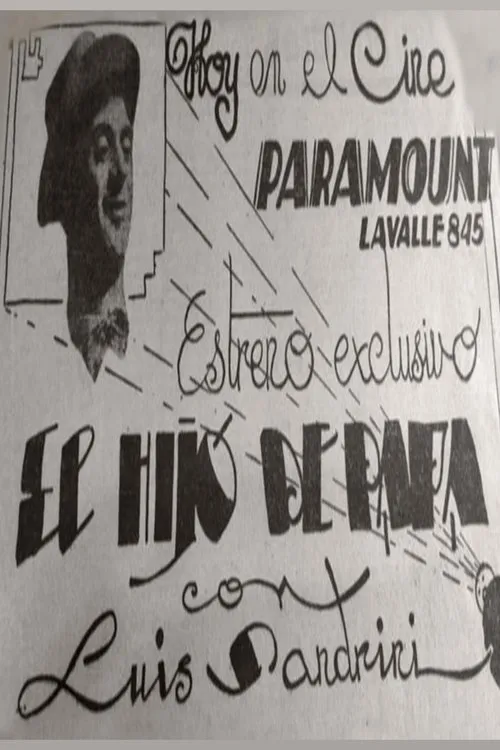 Hoy en el Cine
PARAMOUNT
LAVALLE 845
Estreno exclusivo
EL HIJO DE PAPA
con
Luis Sandrini